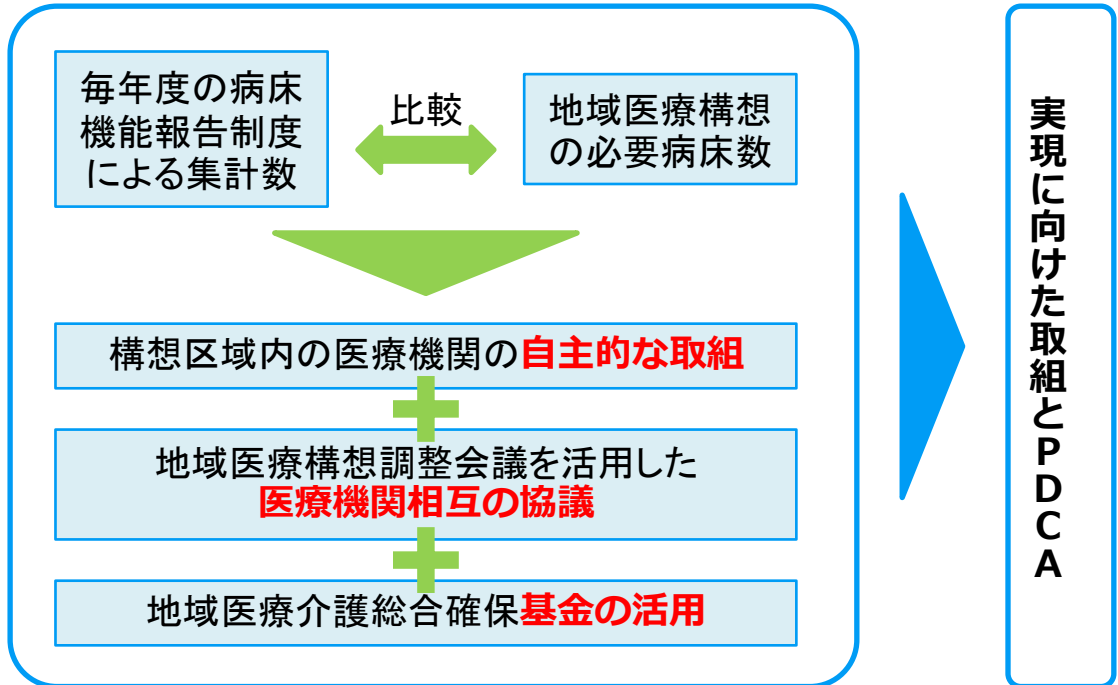 毎年度の病床
機能報告制度
による集計数
比較
地域医療構想
の必要病床数
構想区域内の医療機関の自主的な取組
地域医療構想調整会議を活用した
医療機関相互の協議
地域医療介護総合確保基金の活用
実現に向けた取組とPDCA